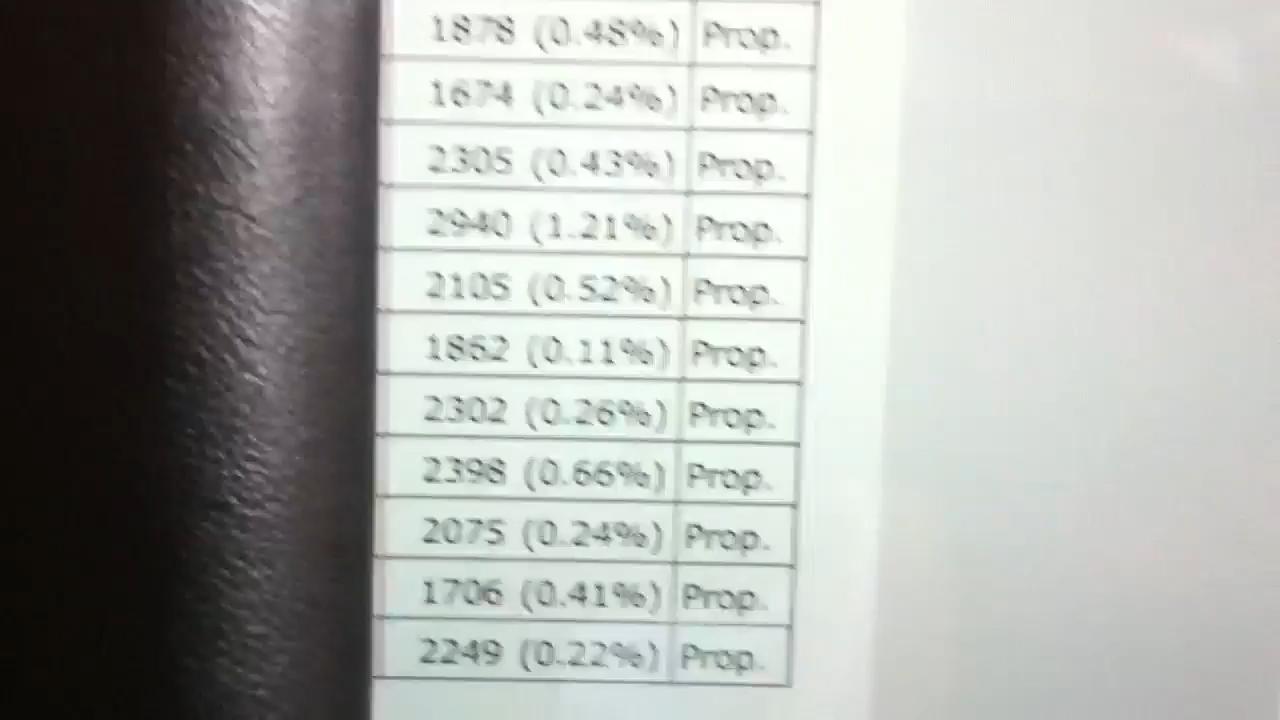 1878 (0.48%) Prop.
1674 (0.24%) Prop.
2305 (0.43%) Prop.
2940 (1.21%) Prop.
2105 (0.52%) Prop.
1862 (0.11%) Prop.
2302 (0.26%) Prop.
2398 (0.66%) Prop.
2075 (0.24%) Prop.
1706 (0.41%) Prop.
2249 (0.22%) Prop.